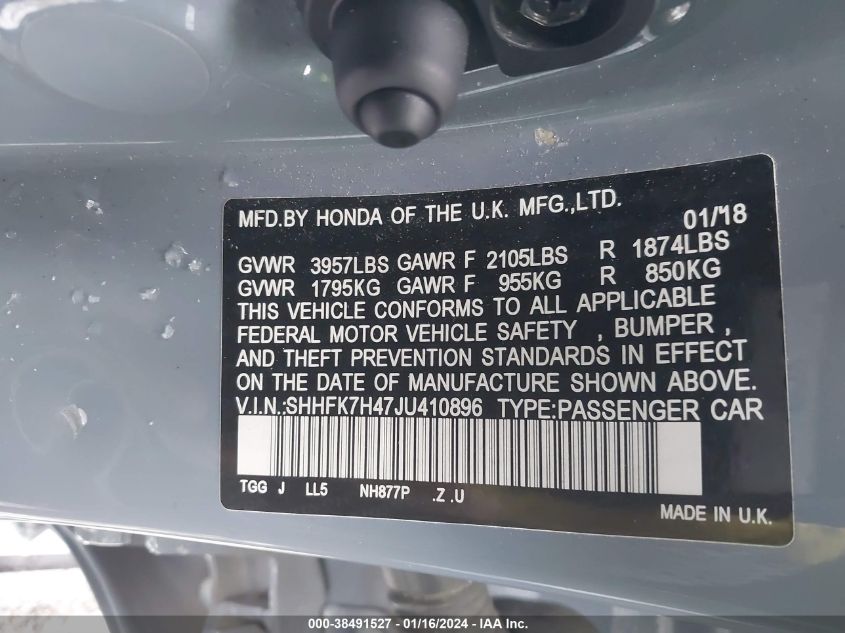 MFD.BY HONDA OF THE U.K. MFG.,LTD.
01/18
GVWR 3957LBS GAWR F 2105LBS R 1874LBS
GVWR 1795KG GAWR F 955KG R 850KG
THIS VEHICLE CONFORMS TO ALL APPLICABLE
FEDERAL MOTOR VEHICLE SAFETY , BUMPER ,
AND THEFT PREVENTION STANDARDS IN EFFECT
ON THE DATE OF MANUFACTURE SHOWN ABOVE.
V.I.N.:SHHFK7H47JU410896 TYPE:PASSENGER CAR
TGG J LL5 NH877P .Z .U
MADE IN U.K.
000-38491527 - 01/16/2024 - IAA Inc.